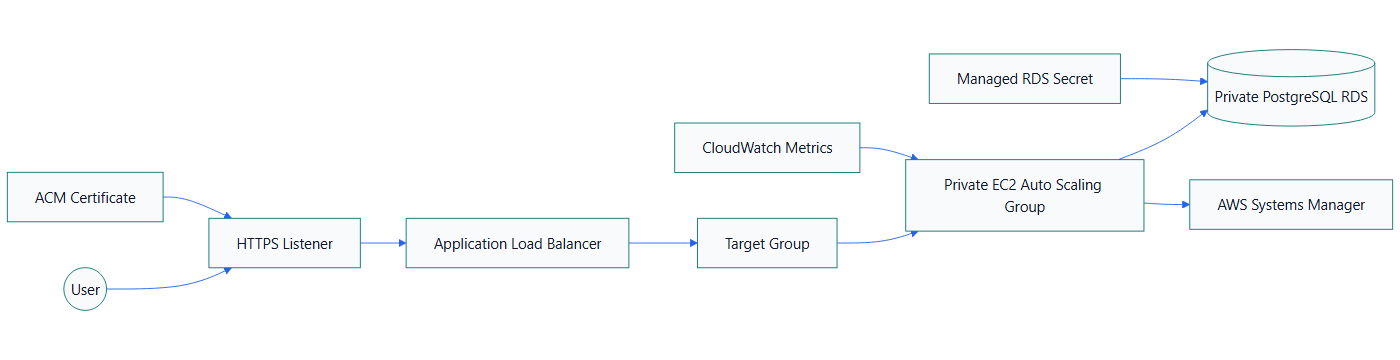 ACM Certificate
User
HTTPS Listener
Application Load Balancer
Target Group
CloudWatch Metrics
Managed RDS Secret
Private EC2 Auto Scaling
Group
Private PostgreSQL RDS
AWS Systems Manager